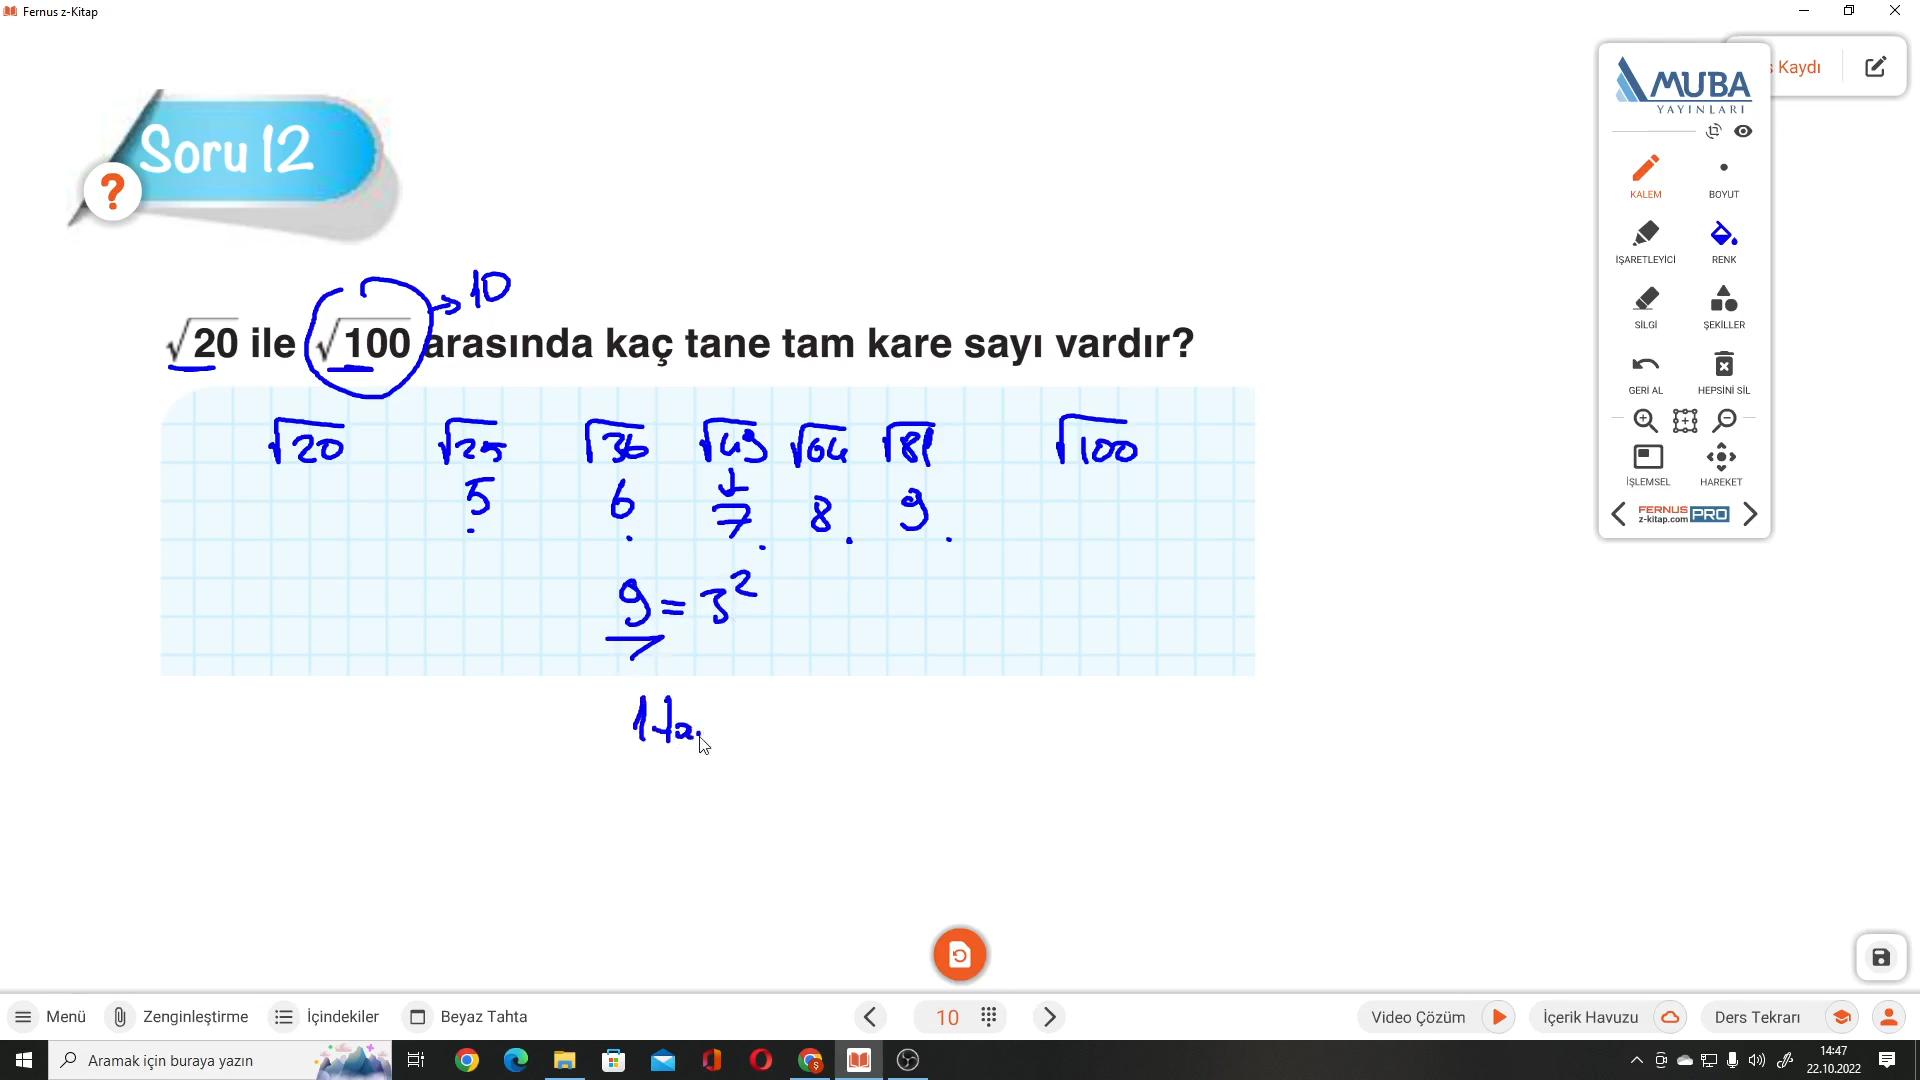 Fernus z-Kitap
MUBA
YAYINLARI
s Kaydı
Soru 12
?
KALEM BOYUT
İŞARETLEYİCİ RENK
SİLGİ ŞEKİLLER
GERİ AL HEPSİNİ SİL
İŞLEMSEL HAREKET
FERNUS
z-kitap.com PRO
10
√20 ile √100 arasında kaç tane tam kare sayı vardır?
√20 √25 √36 √49 √64 √81 √100
5 6 7 8 9
9 = 3²
1 ta
Menü Zenginleştirme İçindekiler Beyaz Tahta 10 Video Çözüm İçerik Havuzu Ders Tekrarı
Aramak için buraya yazın
14:47
22.10.2022